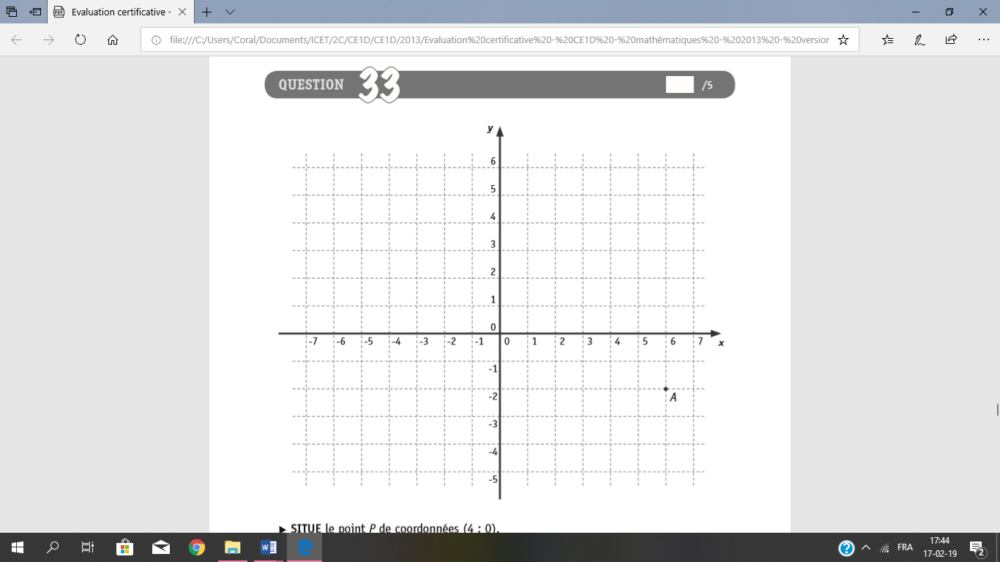 Evaluation certificative -
file:///C:/Users/Coral/Documents/ICET/2C/CE1D/CE1D/2013/Evaluation%20certificative%20-%20CE1D%20-%20mathématiques%20-%202013%20-%20version
QUESTION 33 /5
y
6
5
4
3
2
1
0
-7 -6 -5 -4 -3 -2 -1 0 1 2 3 4 5 6 7 x
-1
-2
A
-3
-4
-5
▶ SITUE le point P de coordonnées (4 ; 0).
FRA
17:44
17-02-19
2